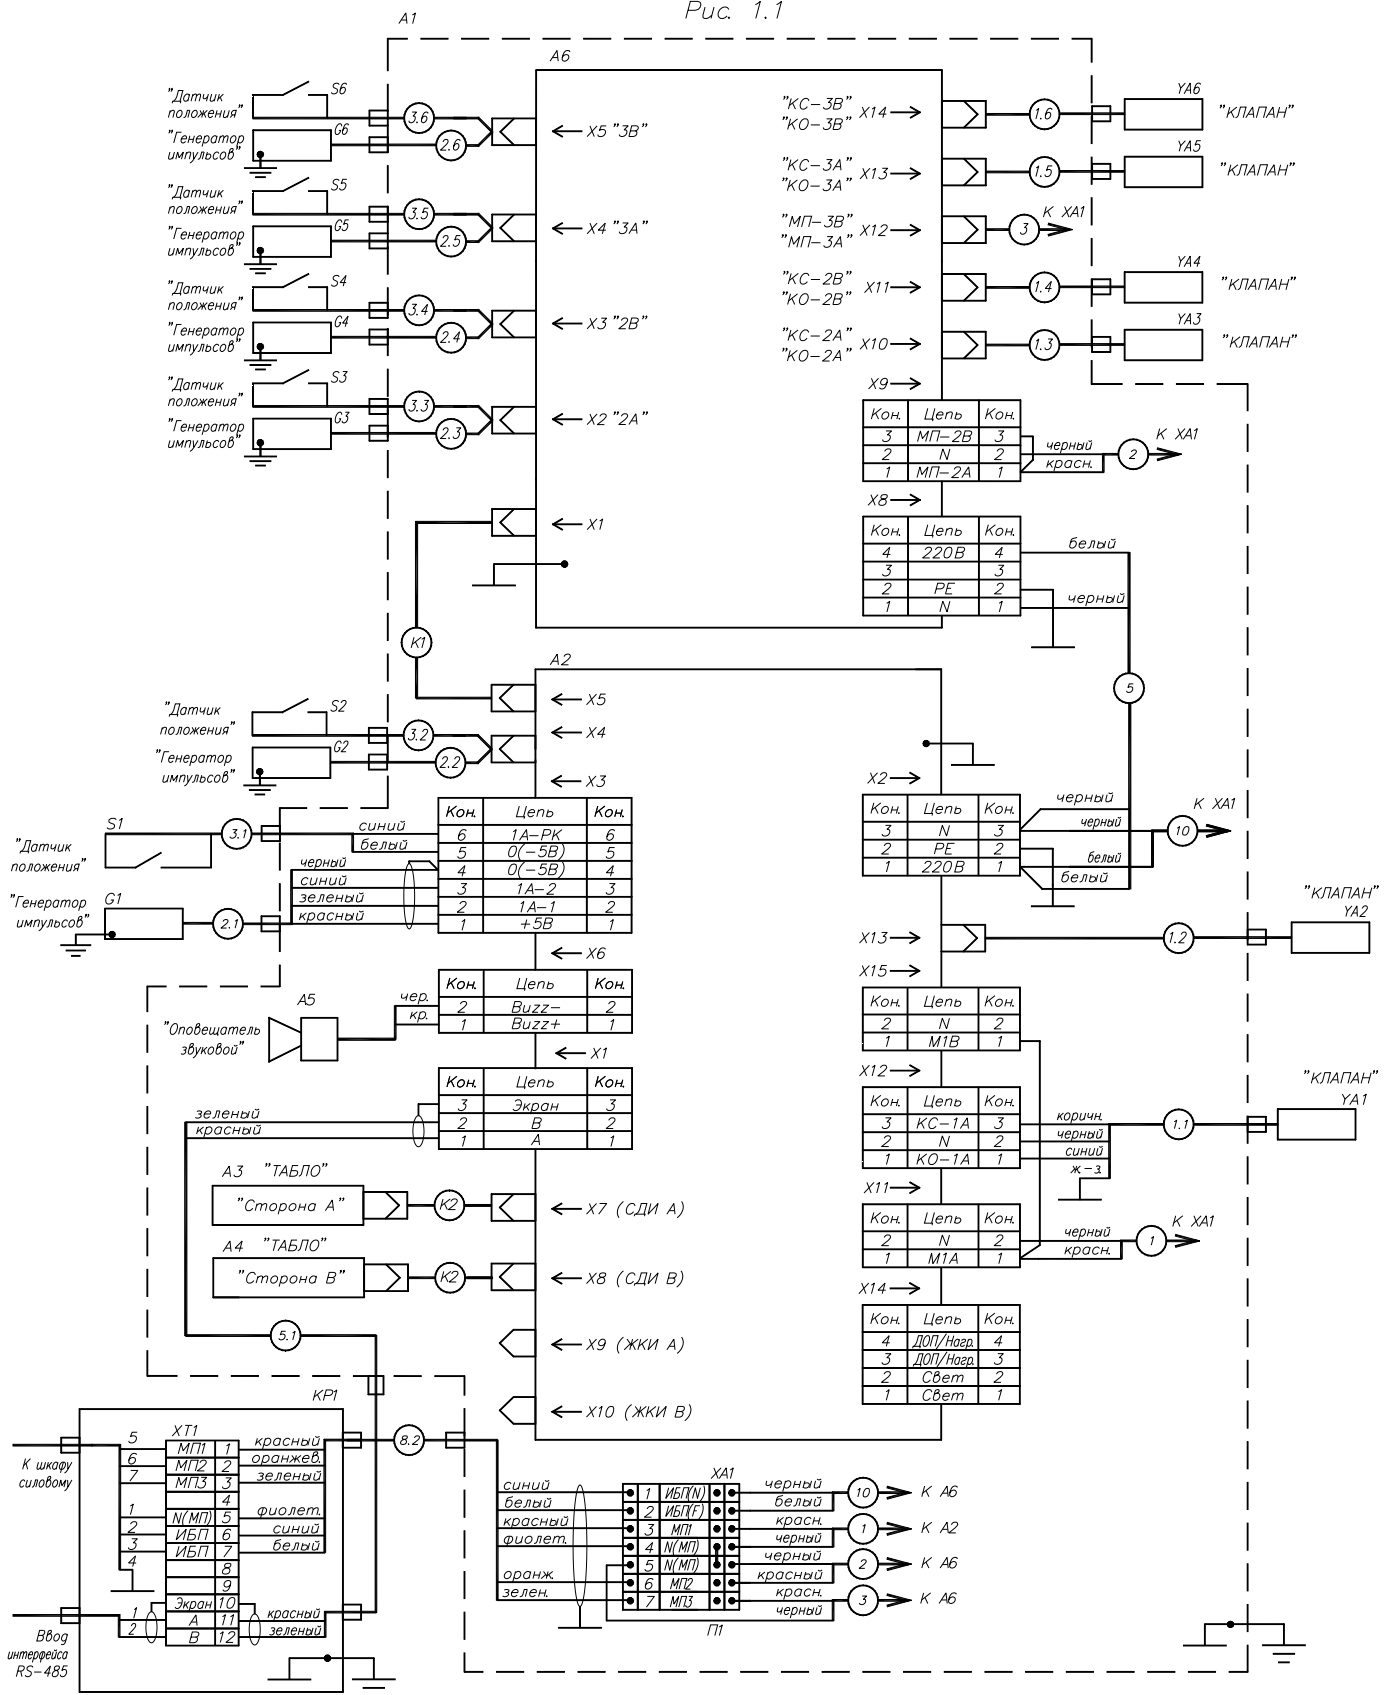 Рис. 1.1
А1
А6
"Датчик
положения"
S6
3.6
"Генератор
импульсов"
G6
2.6
X5 "3В"
"Датчик
положения"
S5
3.5
"Генератор
импульсов"
G5
2.5
X4 "3А"
"Датчик
положения"
S4
3.4
"Генератор
импульсов"
G4
2.4
X3 "2В"
"Датчик
положения"
S3
3.3
"Генератор
импульсов"
G3
2.3
X2 "2А"
X1
К1
"КС-3В"
"КО-3В"
X14
1.6
YA6
"КЛАПАН"
"КС-3А"
"КО-3А"
X13
1.5
YA5
"КЛАПАН"
"МП-3В"
"МП-3А"
X12
3
К ХА1
"КС-2В"
"КО-2В"
X11
1.4
YA4
"КЛАПАН"
"КС-2А"
"КО-2А"
X10
1.3
YA3
"КЛАПАН"
X9
Кон. Цепь Кон.
3 МП-2В 3
2 N 2
1 МП-2А 1
черный
красн.
2
К ХА1
X8
Кон. Цепь Кон.
4 220В 4
3 3
2 PE 2
1 N 1
белый
черный
5
А2
X5
"Датчик
положения"
S2
3.2
X4
"Генератор
импульсов"
G2
2.2
X3
Кон. Цепь Кон.
6 1А-РК 6
5 0(-5В) 5
4 0(-5В) 4
3 1А-2 3
2 1А-1 2
1 +5В 1
S1
3.1
"Датчик
положения"
синий
белый
черный
синий
зеленый
красный
"Генератор
импульсов"
G1
2.1
X6
Кон. Цепь Кон.
2 Buzz- 2
1 Buzz+ 1
А5
"Оповещатель
звуковой"
чер.
кр.
X1
Кон. Цепь Кон.
3 Экран 3
2 В 2
1 А 1
зеленый
красный
А3 "ТАБЛО"
"Сторона А"
К2
X7 (СДИ А)
А4 "ТАБЛО"
"Сторона В"
К2
X8 (СДИ В)
5.1
X9 (ЖКИ А)
X10 (ЖКИ В)
X2
Кон. Цепь Кон.
3 N 3
2 PE 2
1 220В 1
черный
черный
белый
белый
10
К ХА1
X13
1.2
"КЛАПАН"
YA2
X15
Кон. Цепь Кон.
2 N 2
1 М1В 1
X12
Кон. Цепь Кон.
3 КС-1А 3
2 N 2
1 КО-1А 1
коричн.
черный
синий
ж-з.
1.1
"КЛАПАН"
YA1
X11
Кон. Цепь Кон.
2 N 2
1 М1А 1
черный
красн.
1
К ХА1
X14
Кон. Цепь Кон.
4 ДОП/Нагр. 4
3 ДОП/Нагр. 3
2 Свет 2
1 Свет 1
КР1
К шкафу
силовому
XT1
5 МП1 1 красный
6 МП2 2 оранжев.
7 МП3 3 зеленый
4
1 N(МП) 5 фиолет.
2 ИБП 6 синий
3 ИБП 7 белый
4 8
9
Экран 10
1 А 11 красный
2 В 12 зеленый
Ввод
интерфейса
RS-485
8.2
ХА1
синий 1 ИБП(N) черный 10 К А6
белый 2 ИБП(F) белый
красный 3 МП1 красн. 1 К А2
фиолет. 4 N(МП) черный
5 N(МП) черный 2 К А6
оранж. 6 МП2 красный
зелен. 7 МП3 красн. 3 К А6
черный
П1